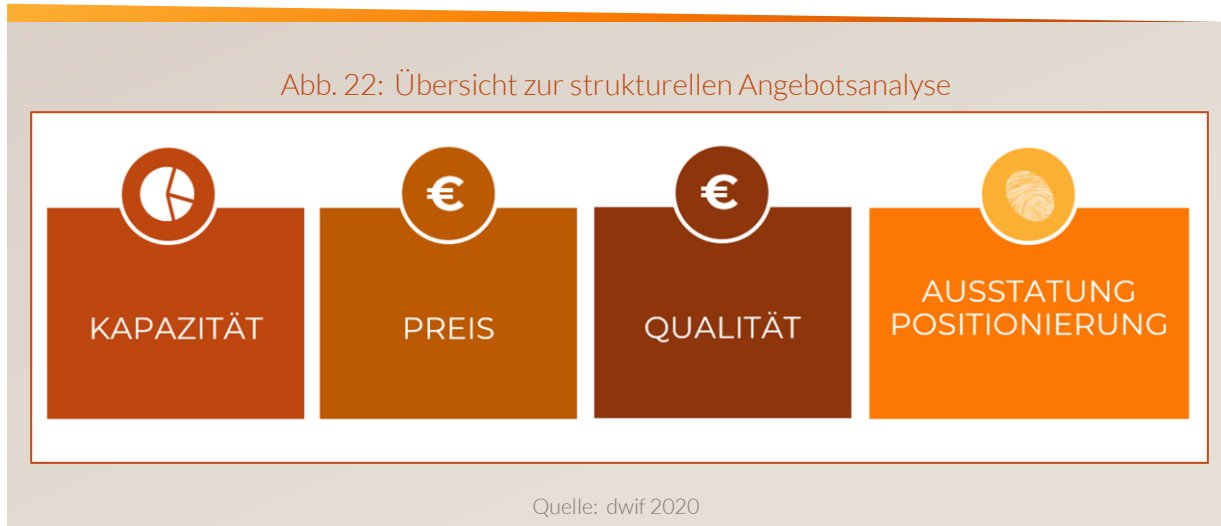 Abb. 22: Übersicht zur strukturellen Angebotsanalyse
€
€
KAPAZITÄT
PREIS
QUALITÄT
AUSSTATUNG
POSITIONIERUNG
Quelle: dwif 2020